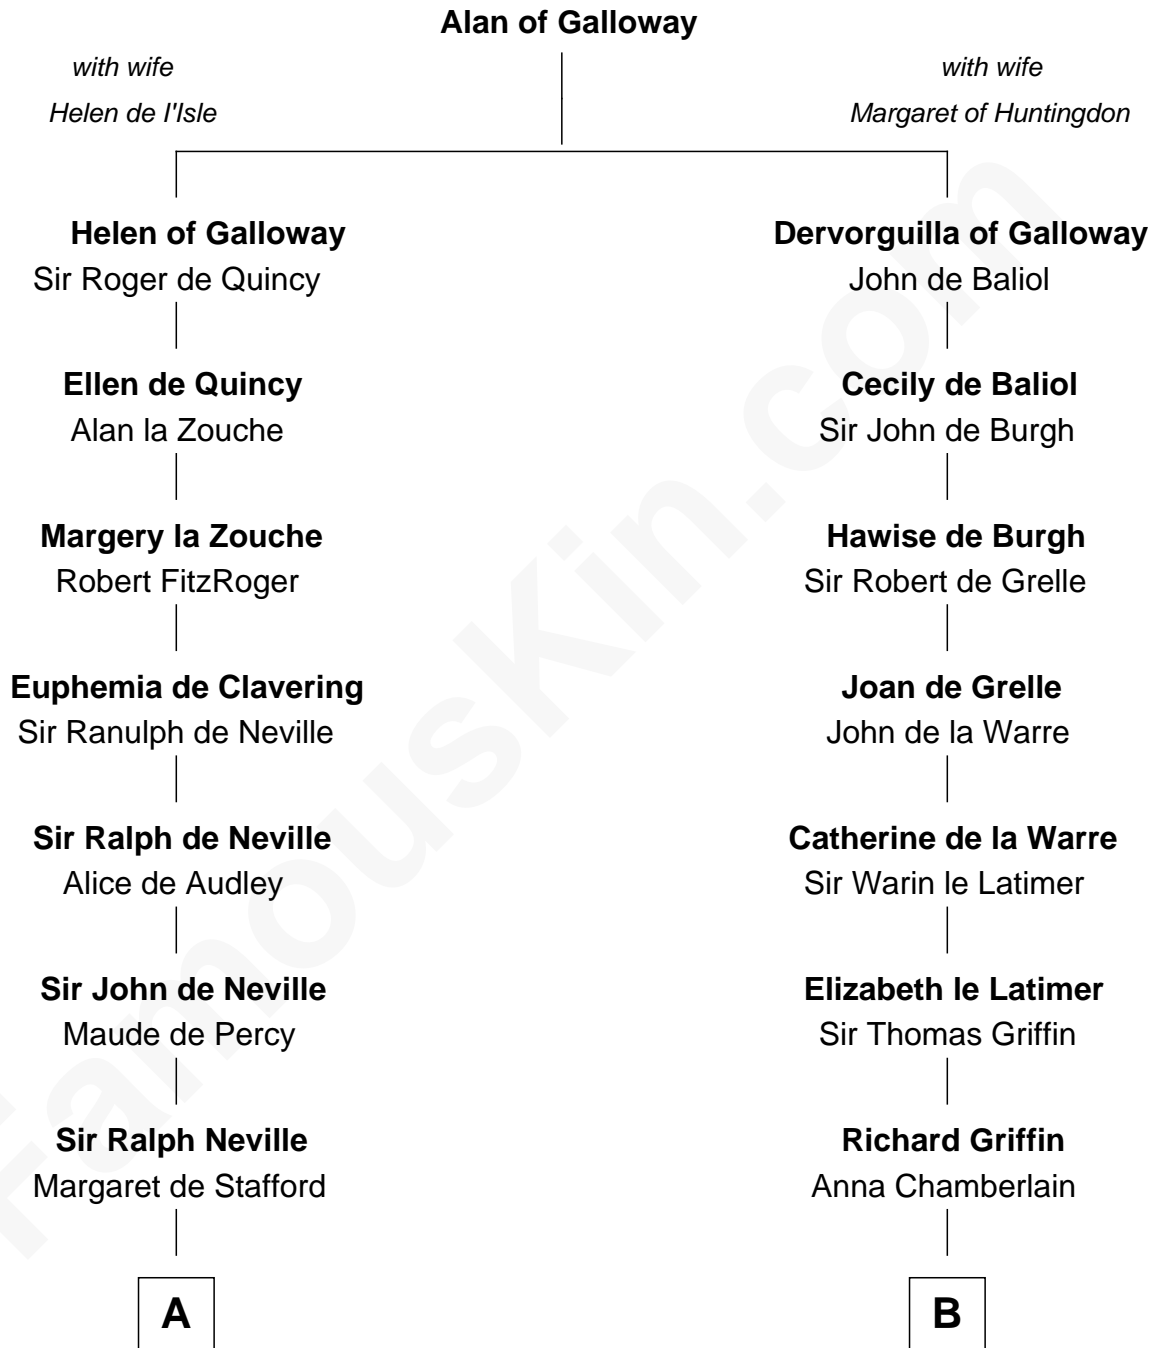 Alan of Galloway
with wife
Helen de l'Isle
with wife
Margaret of Huntingdon
Helen of Galloway
Sir Roger de Quincy
Dervorguilla of Galloway
John de Baliol
Ellen de Quincy
Alan la Zouche
Cecily de Baliol
Sir John de Burgh
Margery la Zouche
Robert FitzRoger
Hawise de Burgh
Sir Robert de Grelle
Euphemia de Clavering
Sir Ranulph de Neville
Joan de Grelle
John de la Warre
Sir Ralph de Neville
Alice de Audley
Catherine de la Warre
Sir Warin le Latimer
Sir John de Neville
Maude de Percy
Elizabeth le Latimer
Sir Thomas Griffin
Sir Ralph Neville
Margaret de Stafford
Richard Griffin
Anna Chamberlain
A
B
FamousKin.com